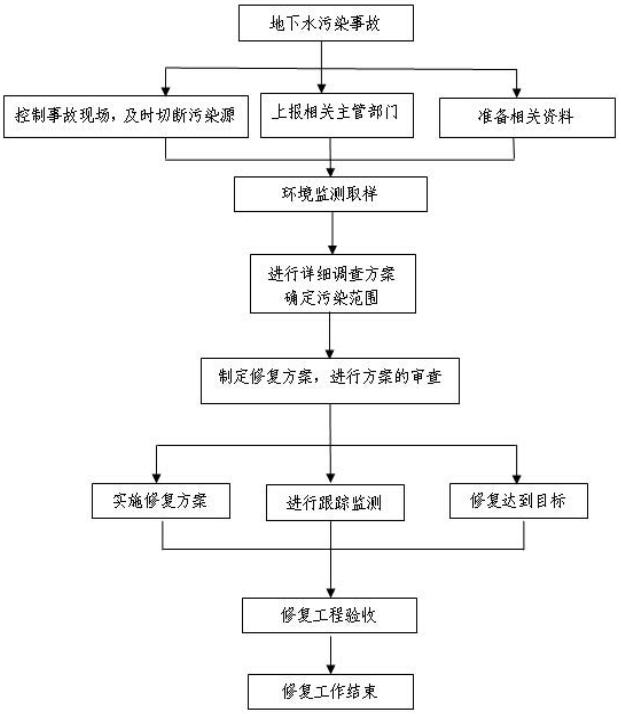 地下水污染事故
控制事故现场，及时切断污染源
上报相关主管部门
准备相关资料
环境监测取样
进行详细调查方案
确定污染范围
制定修复方案，进行方案的审查
实施修复方案
进行跟踪监测
修复达到目标
修复工程验收
修复工作结束